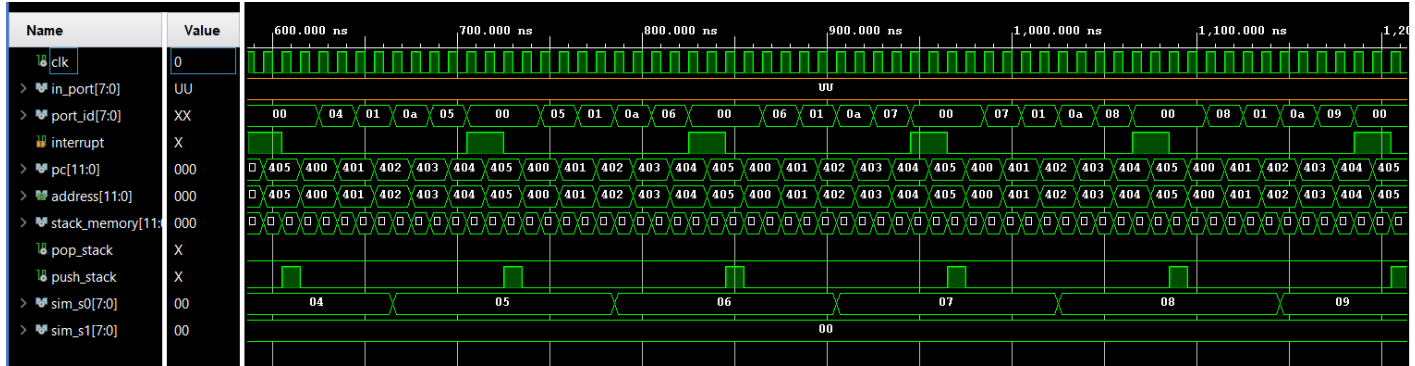 Name Value 600.000 ns 700.000 ns 800.000 ns 900.000 ns 1,000.000 ns 1,100.000 ns 1,20
clk 0
in_port[7:0] UU UU
port_id[7:0] XX 00 04 01 0a 05 00 05 01 0a 06 00 06 01 0a 07 00 07 01 0a 08 00 08 01 0a 09 00
interrupt X
pc[11:0] 000 405 400 401 402 403 404 405 400 401 402 403 404 405 400 401 402 403 404 405 400 401 402 403 404 405 400 401 402 403 404 405
address[11:0] 000 405 400 401 402 403 404 405 400 401 402 403 404 405 400 401 402 403 404 405 400 401 402 403 404 405 400 401 402 403 404 405
stack_memory[11:0 000
pop_stack X
push_stack X
sim_s0[7:0] 00 04 05 06 07 08 09
sim_s1[7:0] 00 00